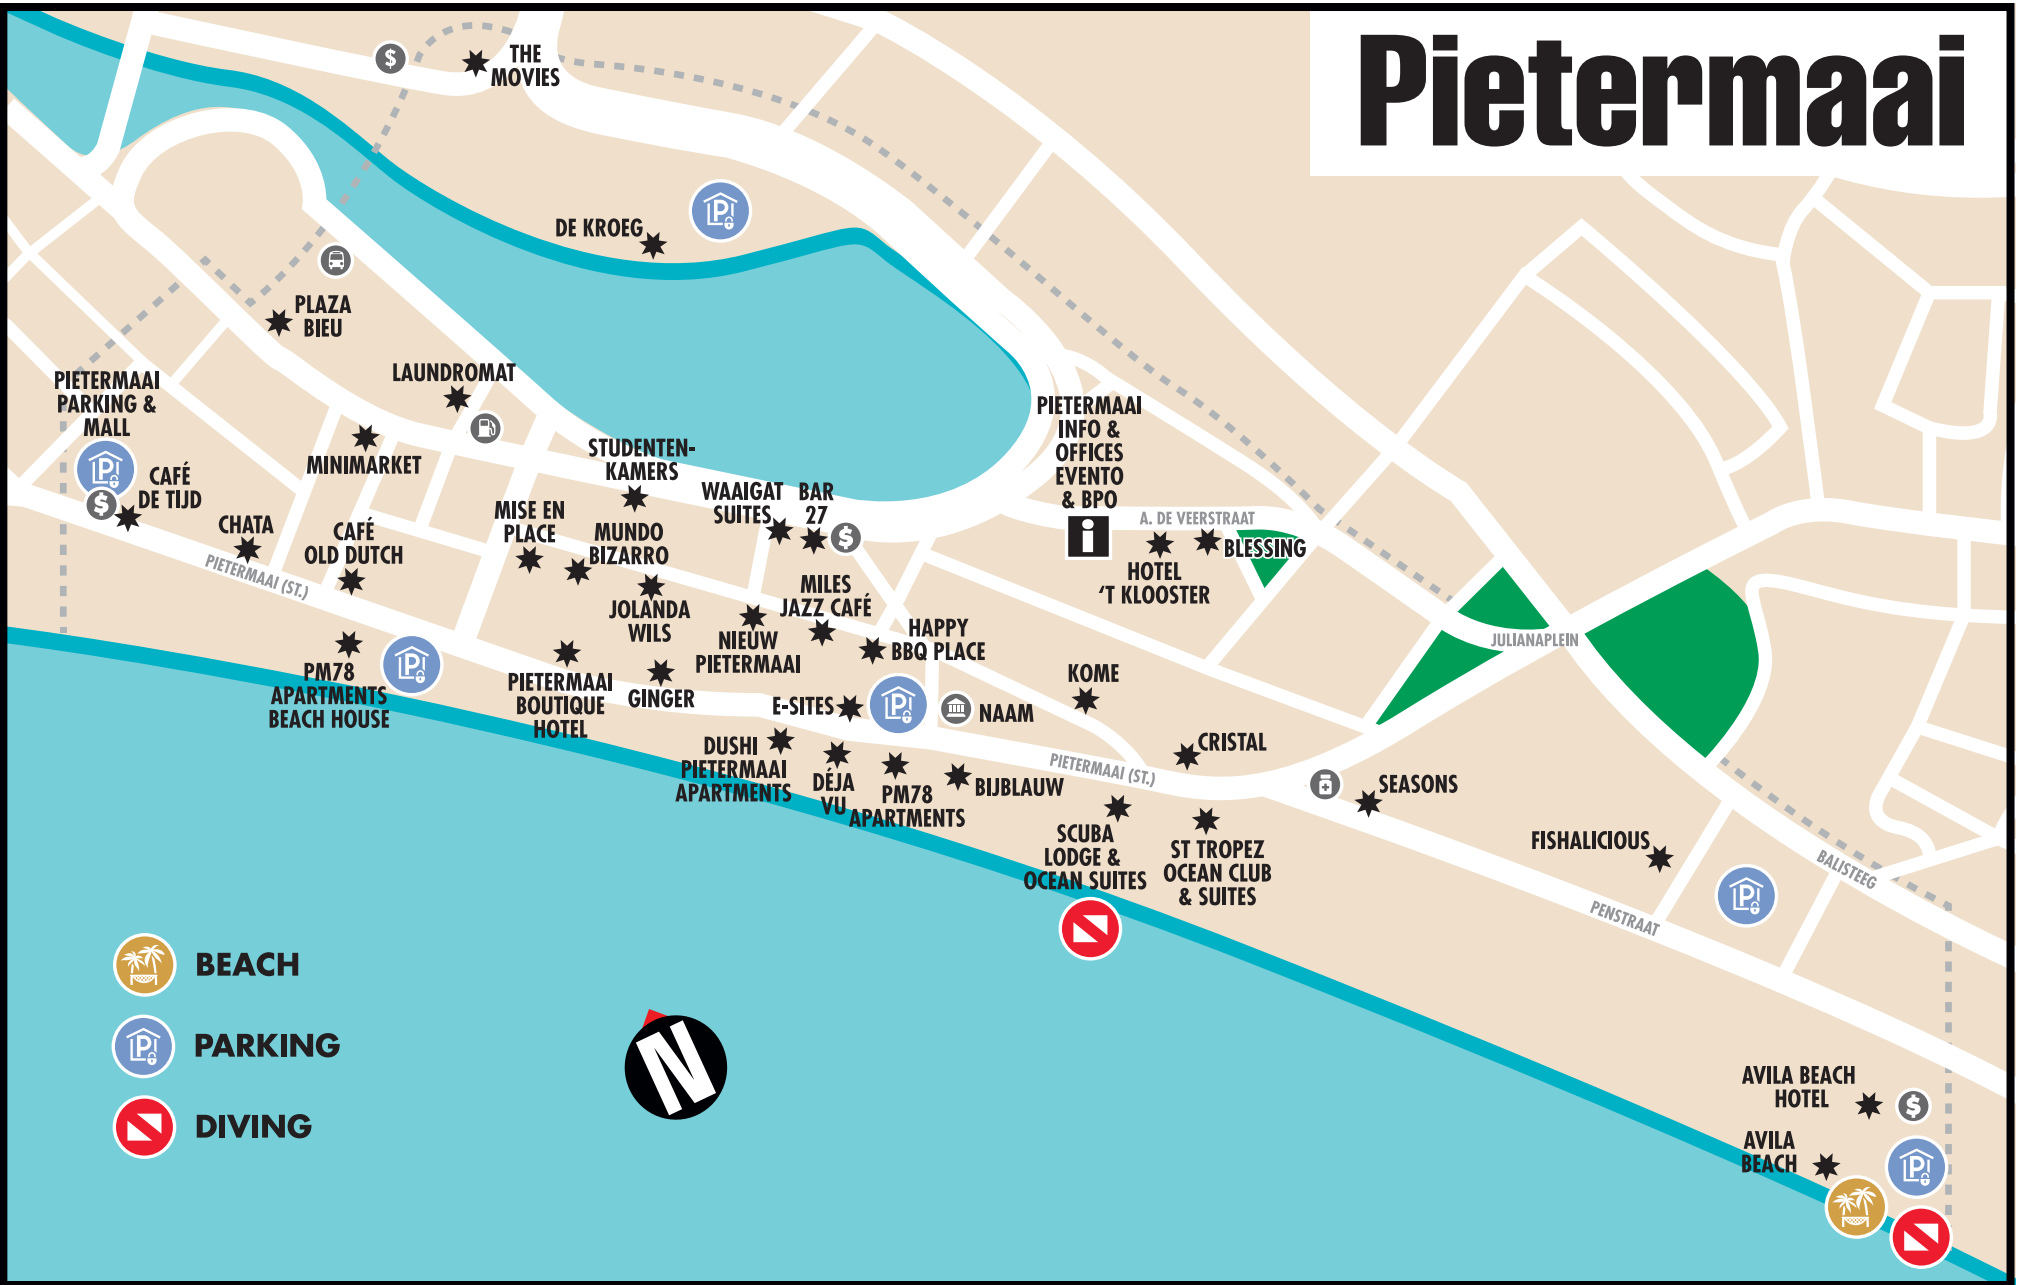 Pietermaai
THE
MOVIES
DE KROEG
PLAZA
BIEU
LAUNDROMAT
PIETERMAAI
PARKING &
MALL
CAFÉ
DE TIJD
MINIMARKET
CHATA
CAFÉ
OLD DUTCH
PIETERMAAI (ST.)
STUDENTEN-
KAMERS
MISE EN
PLACE
MUNDO
BIZARRO
WAAIGAT
SUITES
BAR
27
PIETERMAAI
INFO &
OFFICES
EVENTO
& BPO
i
A. DE VEERSTRAAT
BLESSING
HOTEL
‘T KLOOSTER
JOLANDA
WILS
NIEUW
PIETERMAAI
MILES
JAZZ CAFÉ
HAPPY
BBQ PLACE
JULIANAPLEIN
PM78
APARTMENTS
BEACH HOUSE
PIETERMAAI
BOUTIQUE
HOTEL
GINGER
E-SITES
NAAM
KOME
DUSHI
PIETERMAAI
APARTMENTS
DÉJA
VU
PM78
APARTMENTS
BIJBLAUW
PIETERMAAI (ST.)
CRISTAL
SEASONS
SCUBA
LODGE &
OCEAN SUITES
ST TROPEZ
OCEAN CLUB
& SUITES
FISHALICIOUS
BALISTEEG
PENSTRAAT
AVILA BEACH
HOTEL
AVILA
BEACH
BEACH
P
PARKING
DIVING
N
P
P
P
P
P
P
$
$
$
$